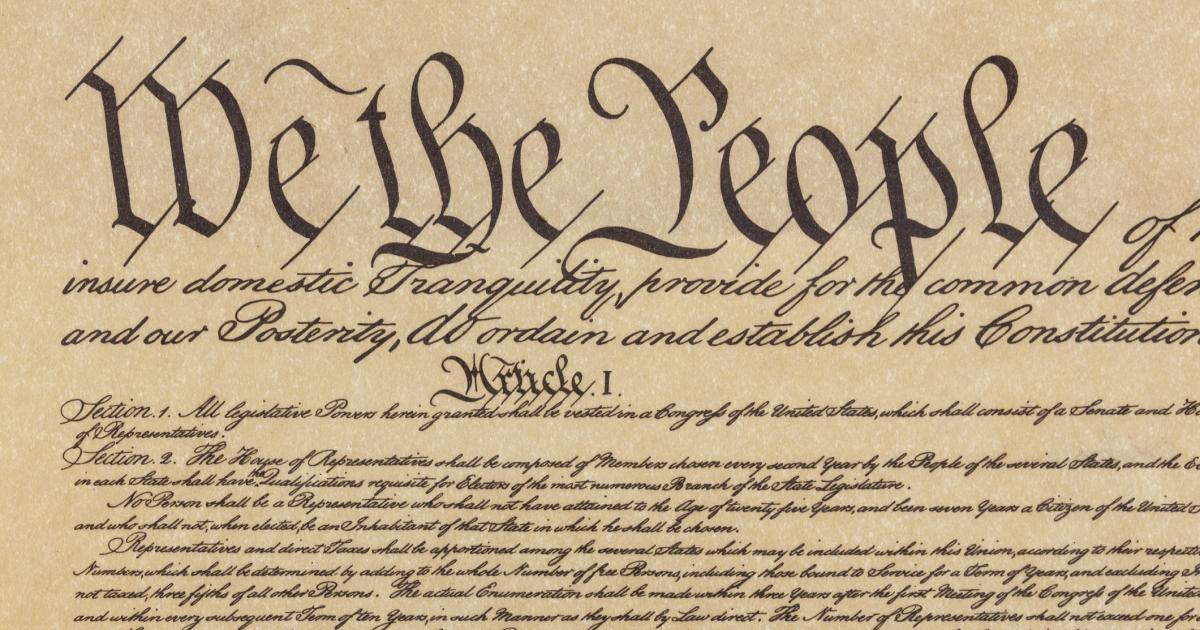 We the People of
insure domestic Tranquility, provide for the common defen
and our Posterity, do ordain and establish this Constitution
Article. I.
Section. 1. All legislative Powers herein granted shall be vested in a Congress of the United States, which shall consist of a Senate and Ho
of Representatives.
Section. 2. The House of Representatives shall be composed of Members chosen every second Year by the People of the several States, and the E
in each State shall have the Qualifications requisite for Electors of the most numerous Branch of the State Legislature.
No Person shall be a Representative who shall not have attained to the Age of twenty five Years, and been seven Years a Citizen of the United S
and who shall not, when elected, be an Inhabitant of that State in which he shall be chosen.
Representatives and direct Taxes shall be apportioned among the several States which may be included within this Union, according to their respecti
Numbers, which shall be determined by adding to the whole Number of free Persons, including those bound to Service for a Term of Years, and excluding
not taxed, three fifths of all other Persons. The actual Enumeration shall be made within three Years after the first Meeting of the Congress of the United
and within every subsequent Term of ten Years, in such Manner as they shall by Law direct. The Number of Representatives shall not exceed one for